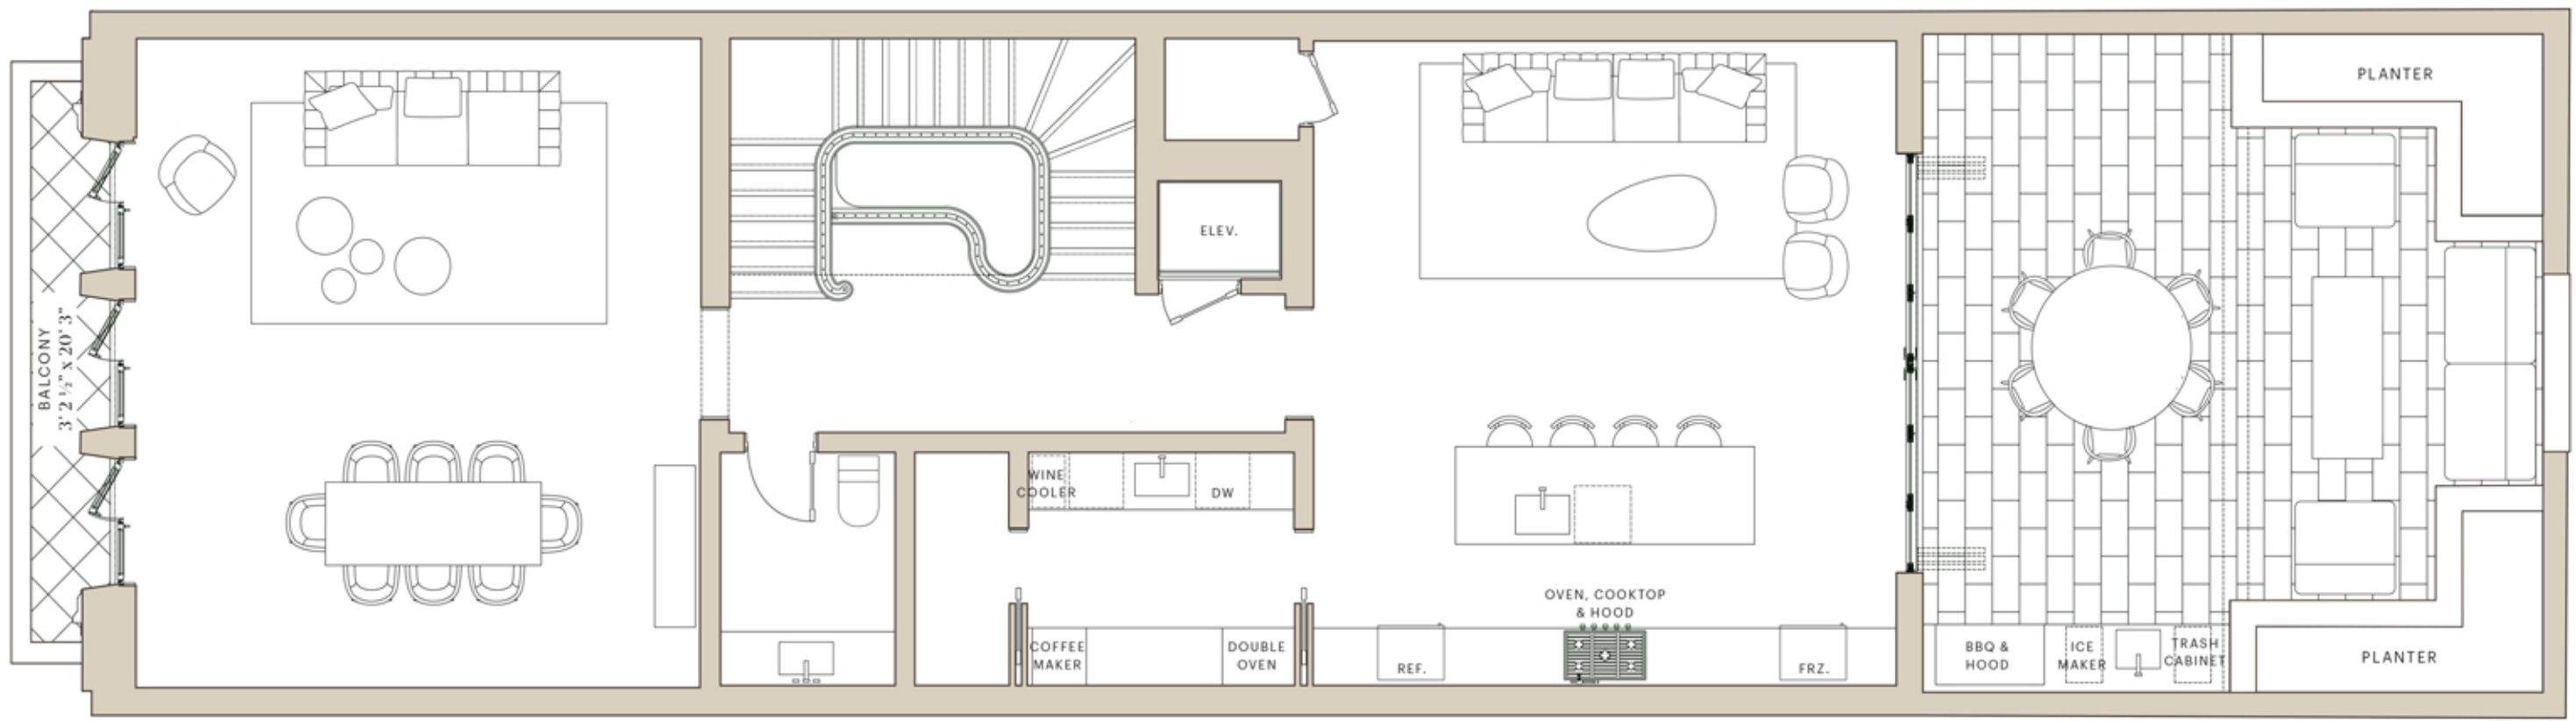 BALCONY
3' 2 ½" x 20' 3"
ELEV.
WINE
COOLER
DW
COFFEE
MAKER
DOUBLE
OVEN
OVEN, COOKTOP
& HOOD
REF.
FRZ.
PLANTER
BBQ &
HOOD
ICE
MAKER
TRASH
CABINET
PLANTER